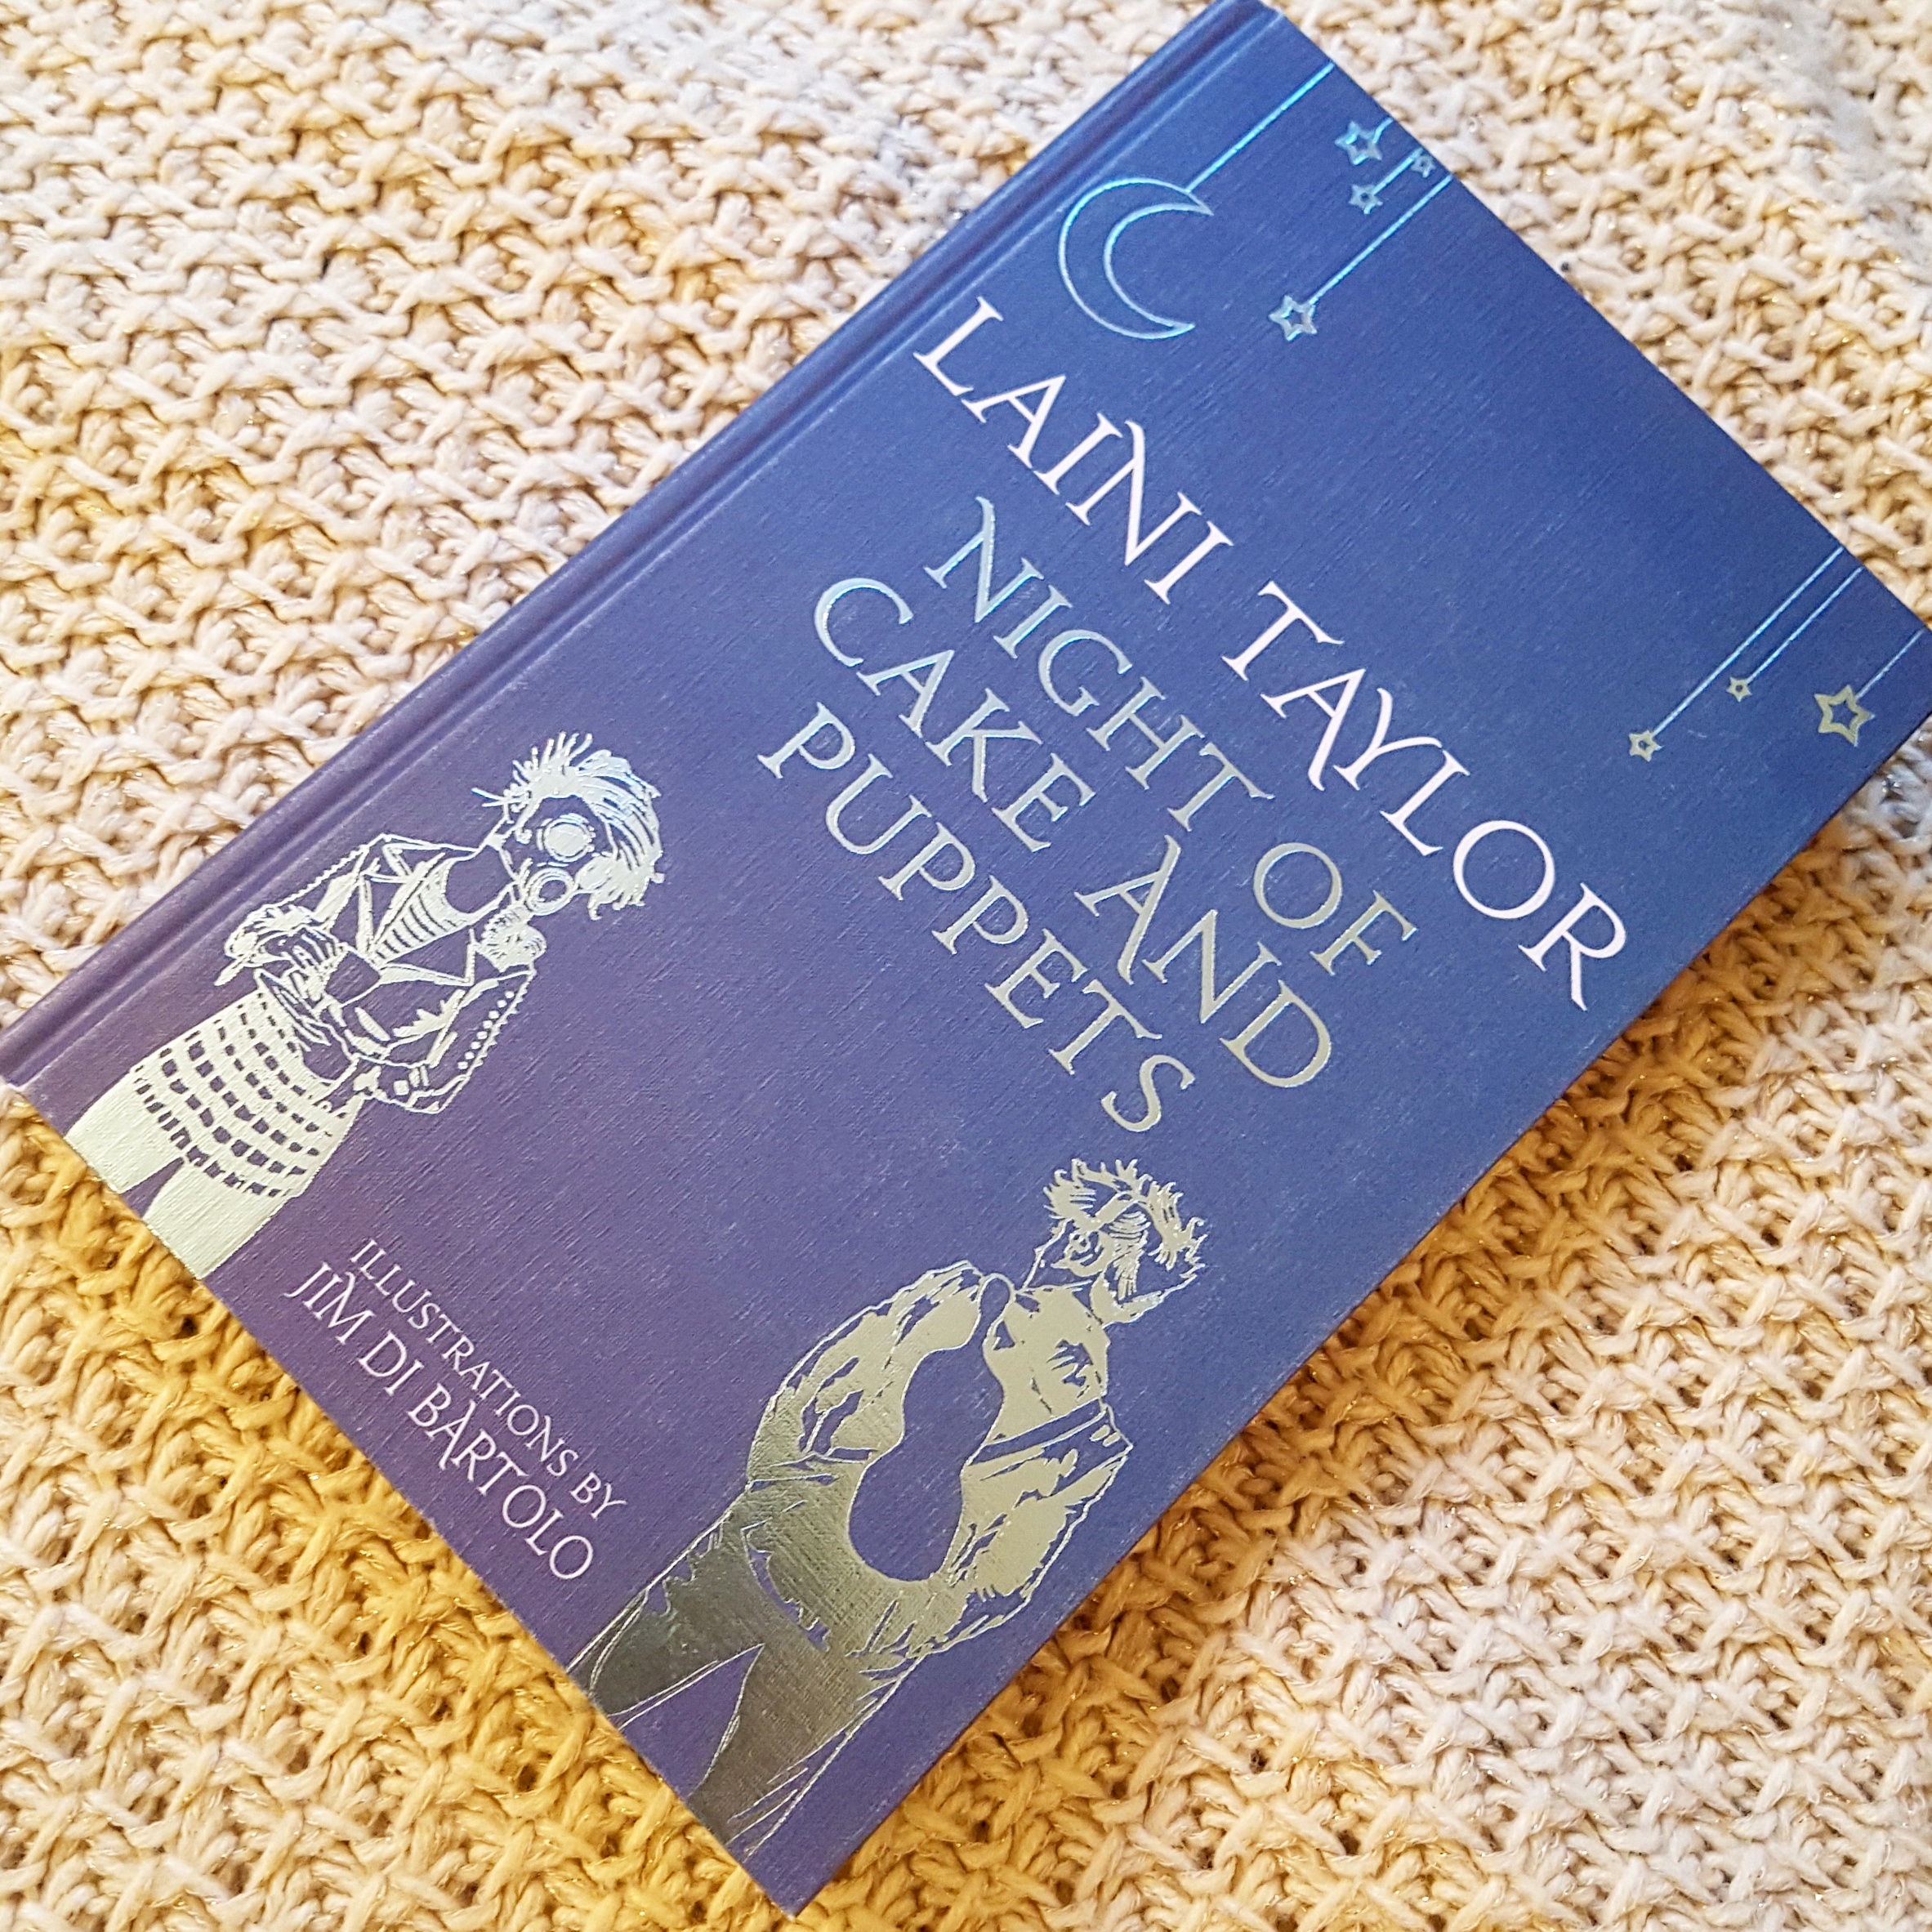 LAINI TAYLOR
NIGHT OF
CAKE AND
PUPPETS
ILLUSTRATIONS BY
JIM DI BARTOLO